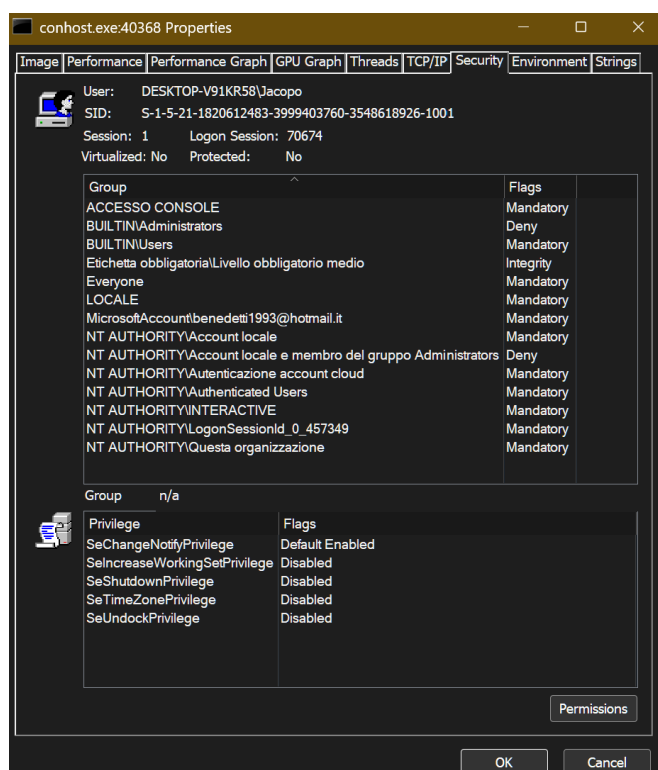 conhost.exe:40368 Properties
Image Performance Performance Graph GPU Graph Threads TCP/IP Security Environment Strings
User: DESKTOP-V91KR58\Jacopo
SID: S-1-5-21-1820612483-3999403760-3548618926-1001
Session: 1 Logon Session: 70674
Virtualized: No Protected: No
Group Flags
ACCESSO CONSOLE Mandatory
BUILTIN\Administrators Deny
BUILTIN\Users Mandatory
Etichetta obbligatoria\Livello obbligatorio medio Integrity
Everyone Mandatory
LOCALE Mandatory
MicrosoftAccount\benedetti1993@hotmail.it Mandatory
NT AUTHORITY\Account locale Mandatory
NT AUTHORITY\Account locale e membro del gruppo Administrators Deny
NT AUTHORITY\Autenticazione account cloud Mandatory
NT AUTHORITY\Authenticated Users Mandatory
NT AUTHORITY\INTERACTIVE Mandatory
NT AUTHORITY\LogonSessionId_0_457349 Mandatory
NT AUTHORITY\Questa organizzazione Mandatory
Group n/a
Privilege Flags
SeChangeNotifyPrivilege Default Enabled
SeIncreaseWorkingSetPrivilege Disabled
SeShutdownPrivilege Disabled
SeTimeZonePrivilege Disabled
SeUndockPrivilege Disabled
Permissions
OK Cancel